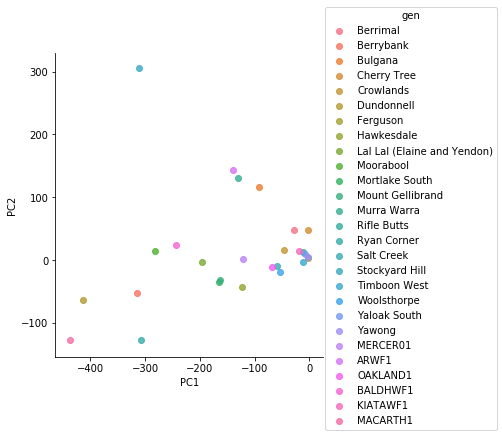 gen
Berrimal
Berrybank
Bulgana
Cherry Tree
Crowlands
Dundonnell
Ferguson
Hawkesdale
Lal Lal (Elaine and Yendon)
Moorabool
Mortlake South
Mount Gellibrand
Murra Warra
Rifle Butts
Ryan Corner
Salt Creek
Stockyard Hill
Timboon West
Woolsthorpe
Yaloak South
Yawong
MERCER01
ARWF1
OAKLAND1
BALDHWF1
KIATAWF1
MACARTH1
300
200
100
0
−100
PC2
−400 −300 −200 −100 0
PC1